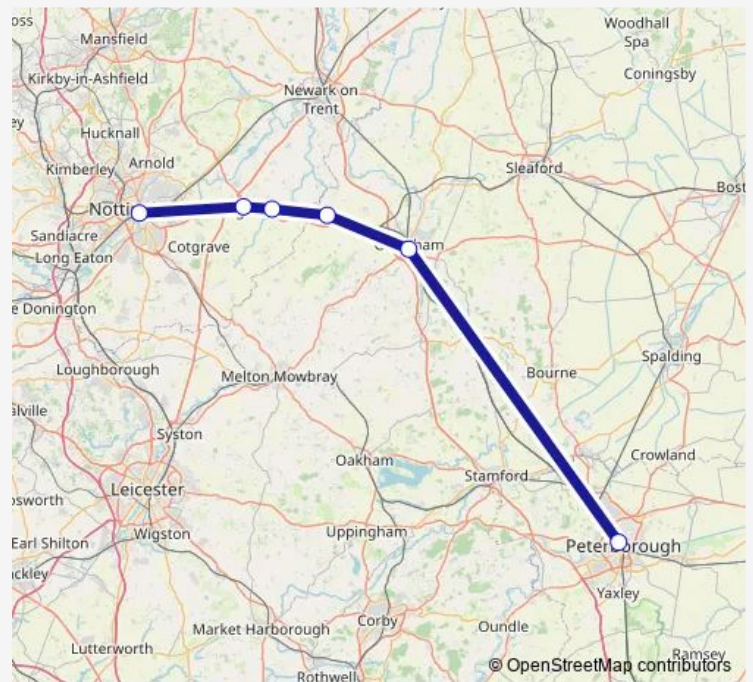 oss
Mansfield
Woodhall
Spa
Kirkby-in-Ashfield
Newark on
Trent
Coningsby
ey
Hucknall
Kimberley
Arnold
Sleaford
Notti
Bost
Sandiacre
Cotgrave
ham
Long Eaton
e Donington
Loughborough
Melton Mowbray
Bourne
Spalding
alville
Syston
Oakham
Crowland
Leicester
Stamford
osworth
Wigston
Uppingham
Earl Shilton
Peterborough
ckley
Yaxley
Market Harborough
Corby
Oundle
Lutterworth
Rothwell
Ramsey
© OpenStreetMap contributors